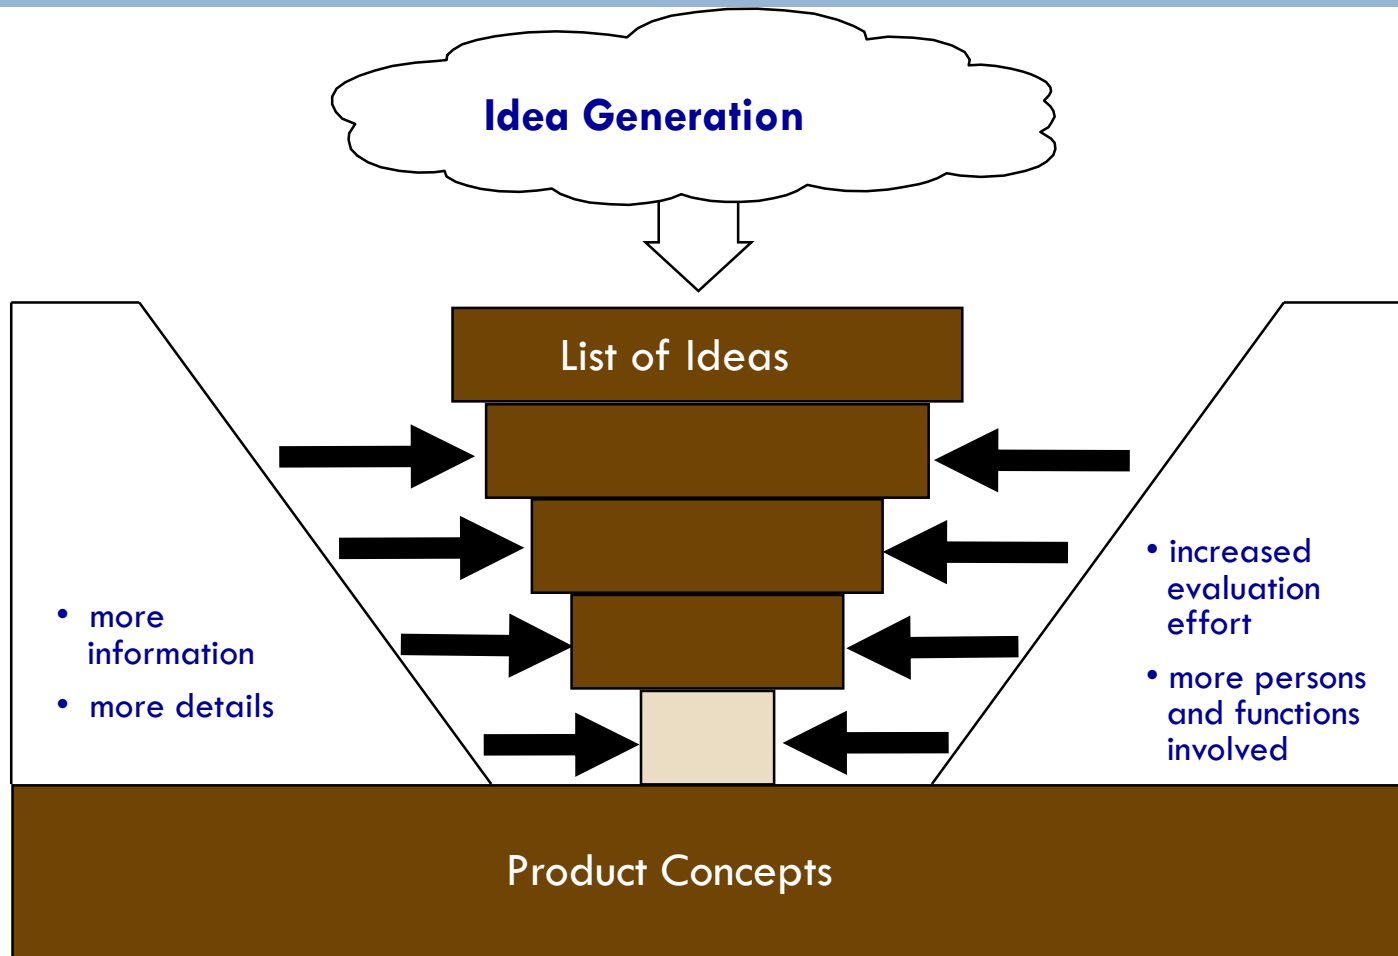 Idea Generation
List of Ideas
• more
information
• more details
• increased
evaluation
effort
• more persons
and functions
involved
Product Concepts